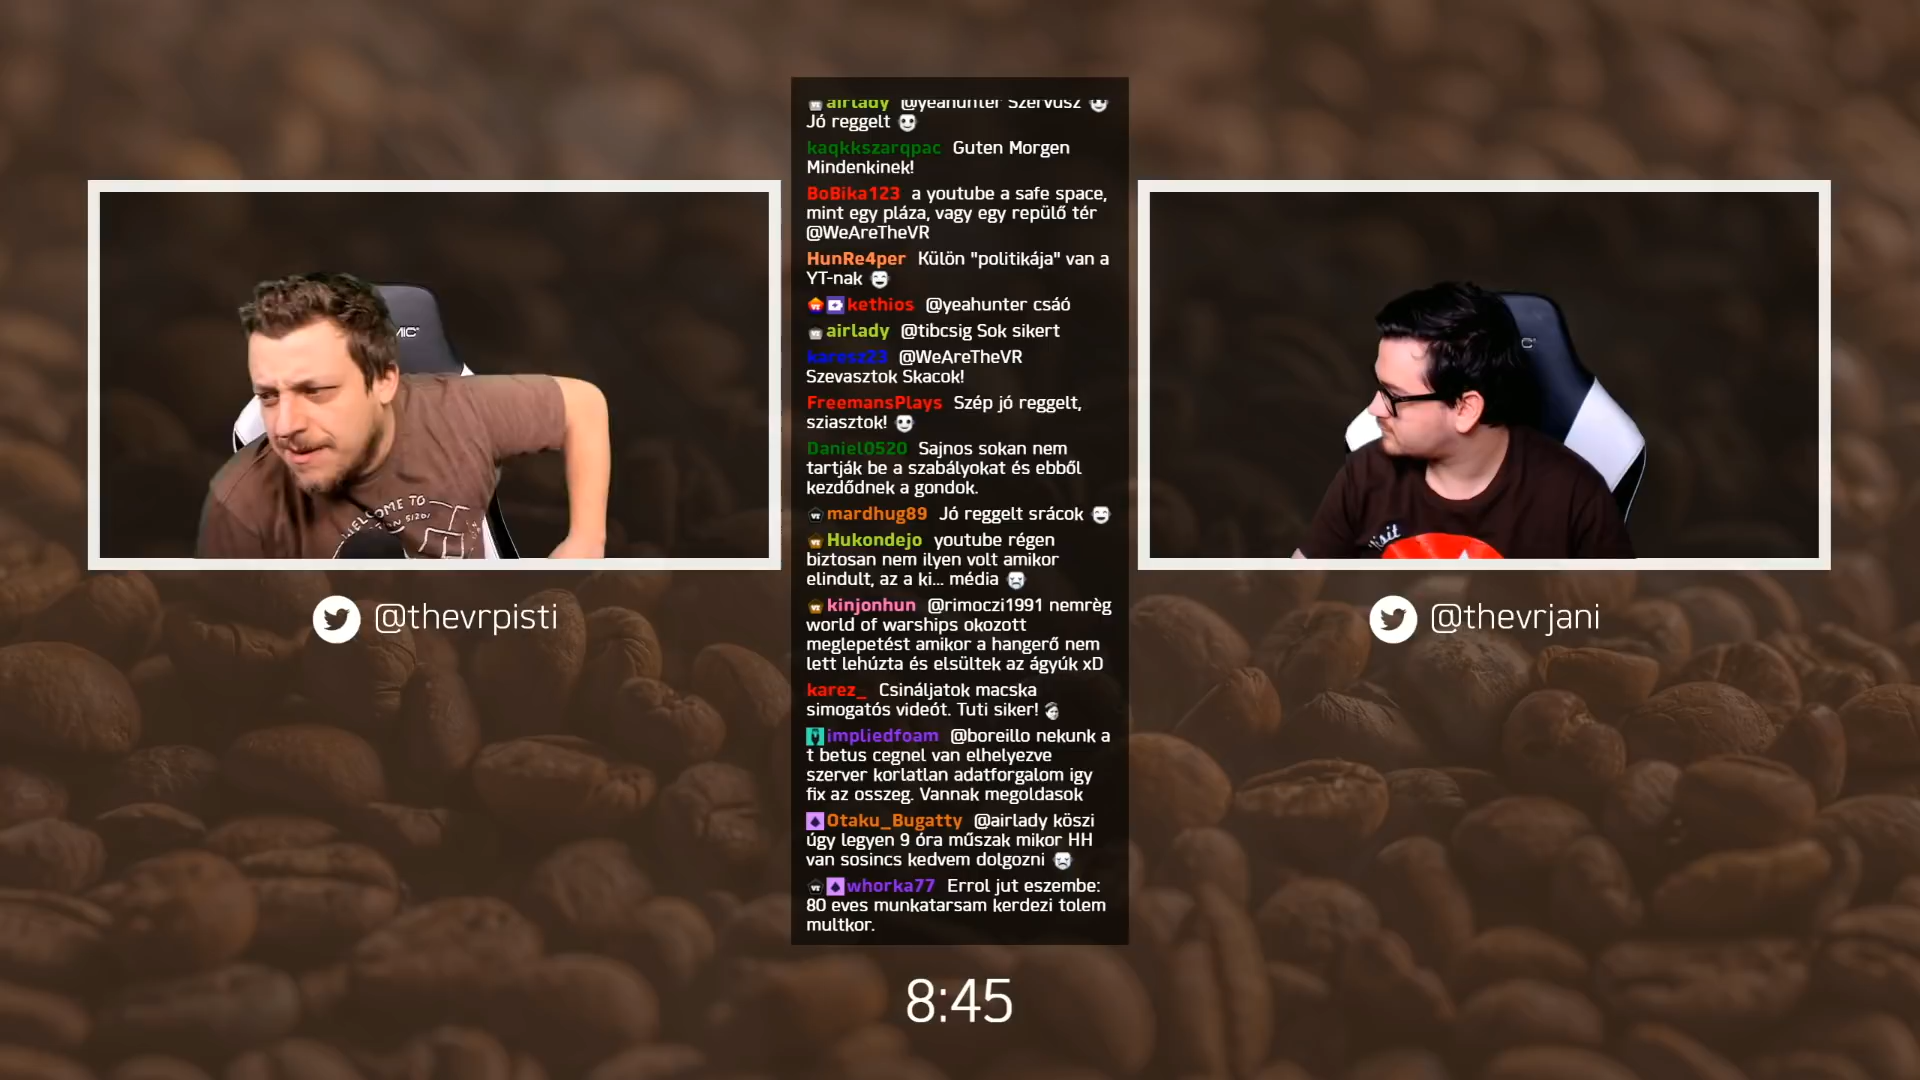 airlady @yeahunter Szervusz
Jó reggelt
kaqkkszarqpac Guten Morgen
Mindenkinek!
BoBika123 a youtube a safe space,
mint egy pláza, vagy egy repülő tér
@WeAreTheVR
HunRe4per Külön "politikája" van a
YT-nak
kethios @yeahunter csáó
airlady @tibcsig Sok sikert
karesz23 @WeAreTheVR
Szevasztok Skacok!
FreemansPlays Szép jó reggelt,
sziasztok!
Daniel0520 Sajnos sokan nem
tartják be a szabályokat és ebből
kezdődnek a gondok.
mardhug89 Jó reggelt srácok
Hukondejo youtube régen
biztosan nem ilyen volt amikor
elindult, az a ki... média
kinjonhun @rimoczi1991 nemrèg
world of warships okozott
meglepetést amikor a hangerő nem
lett lehúzta és elsültek az ágyúk xD
karez_ Csináljatok macska
simogatós videót. Tuti siker!
impliedfoam @boreillo nekunk a
t betus cegnel van elhelyezve
szerver korlatlan adatforgalom igy
fix az osszeg. Vannak megoldasok
Otaku_Bugatty @airlady köszi
úgy legyen 9 óra műszak mikor HH
van sosincs kedvem dolgozni
whorka77 Errol jut eszembe:
80 eves munkatarsam kerdezi tolem
multkor.
WELCOME TO
@thevrpisti
Visit
@thevrjani
8:45